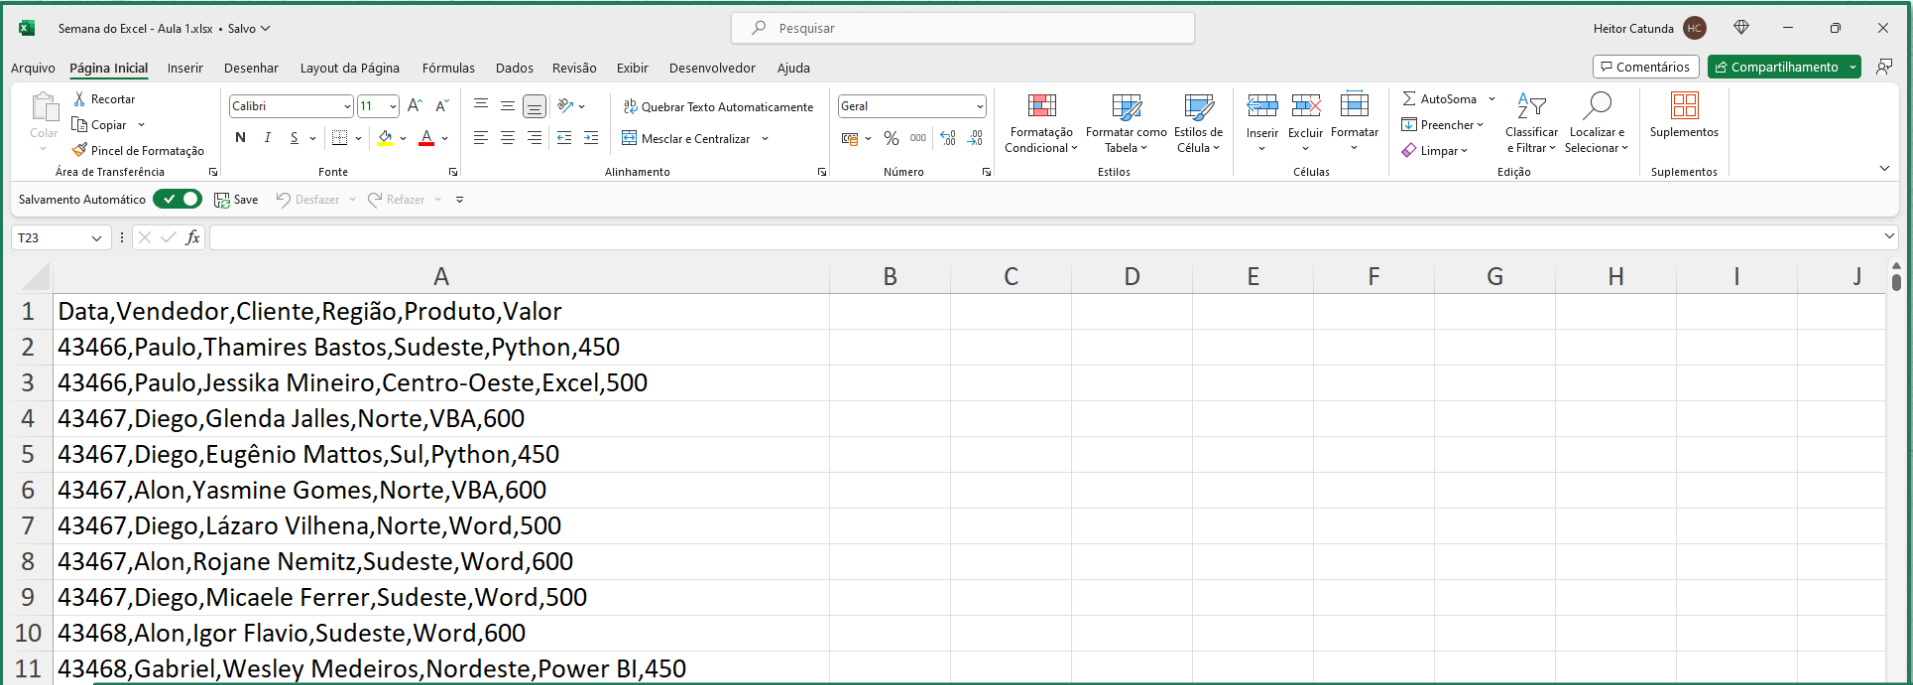 Semana do Excel - Aula 1.xlsx • Salvo
Pesquisar
Heitor Catunda HC
Arquivo Página Inicial Inserir Desenhar Layout da Página Fórmulas Dados Revisão Exibir Desenvolvedor Ajuda
Comentários Compartilhamento
Colar
Recortar
Copiar
Pincel de Formatação
Área de Transferência
Calibri 11 A A
N I S A
Fonte
ab Quebrar Texto Automaticamente
Mesclar e Centralizar
Alinhamento
Geral
% 000
Número
Formatação Condicional
Formatar como Tabela
Estilos de Célula
Estilos
Inserir Excluir Formatar
Células
AutoSoma
Preencher
Limpar
Classificar e Filtrar
Localizar e Selecionar
Edição
Suplementos
Suplementos
Salvamento Automático Save Desfazer Refazer
T23 fx
A B C D E F G H I J
1 Data,Vendedor,Cliente,Região,Produto,Valor
2 43466,Paulo,Thamires Bastos,Sudeste,Python,450
3 43466,Paulo,Jessika Mineiro,Centro-Oeste,Excel,500
4 43467,Diego,Glenda Jalles,Norte,VBA,600
5 43467,Diego,Eugênio Mattos,Sul,Python,450
6 43467,Alon,Yasmine Gomes,Norte,VBA,600
7 43467,Diego,Lázaro Vilhena,Norte,Word,500
8 43467,Alon,Rojane Nemitz,Sudeste,Word,600
9 43467,Diego,Micaele Ferrer,Sudeste,Word,500
10 43468,Alon,Igor Flavio,Sudeste,Word,600
11 43468,Gabriel,Wesley Medeiros,Nordeste,Power BI,450